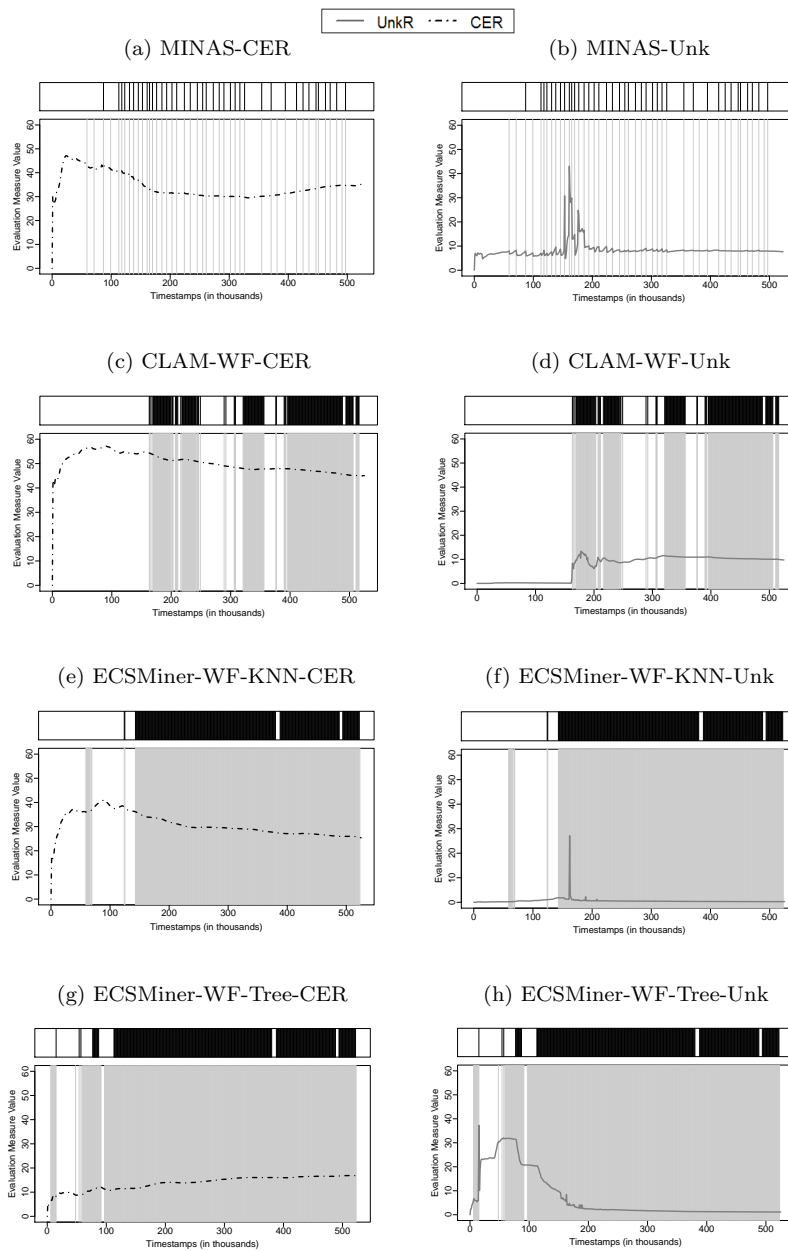 UnkR CER
(a) MINAS-CER
(b) MINAS-Unk
Evaluation Measure Value
0 10 20 30 40 50 60
0 100 200 300 400 500
Timestamps (in thousands)
Evaluation Measure Value
0 10 20 30 40 50 60
0 100 200 300 400 500
Timestamps (in thousands)
(c) CLAM-WF-CER
(d) CLAM-WF-Unk
Evaluation Measure Value
0 10 20 30 40 50 60
0 100 200 300 400 500
Timestamps (in thousands)
Evaluation Measure Value
0 10 20 30 40 50 60
0 100 200 300 400 500
Timestamps (in thousands)
(e) ECSMiner-WF-KNN-CER
(f) ECSMiner-WF-KNN-Unk
Evaluation Measure Value
0 10 20 30 40 50 60
0 100 200 300 400 500
Timestamps (in thousands)
Evaluation Measure Value
0 10 20 30 40 50 60
0 100 200 300 400 500
Timestamps (in thousands)
(g) ECSMiner-WF-Tree-CER
(h) ECSMiner-WF-Tree-Unk
Evaluation Measure Value
0 10 20 30 40 50 60
0 100 200 300 400 500
Timestamps (in thousands)
Evaluation Measure Value
0 10 20 30 40 50 60
0 100 200 300 400 500
Timestamps (in thousands)